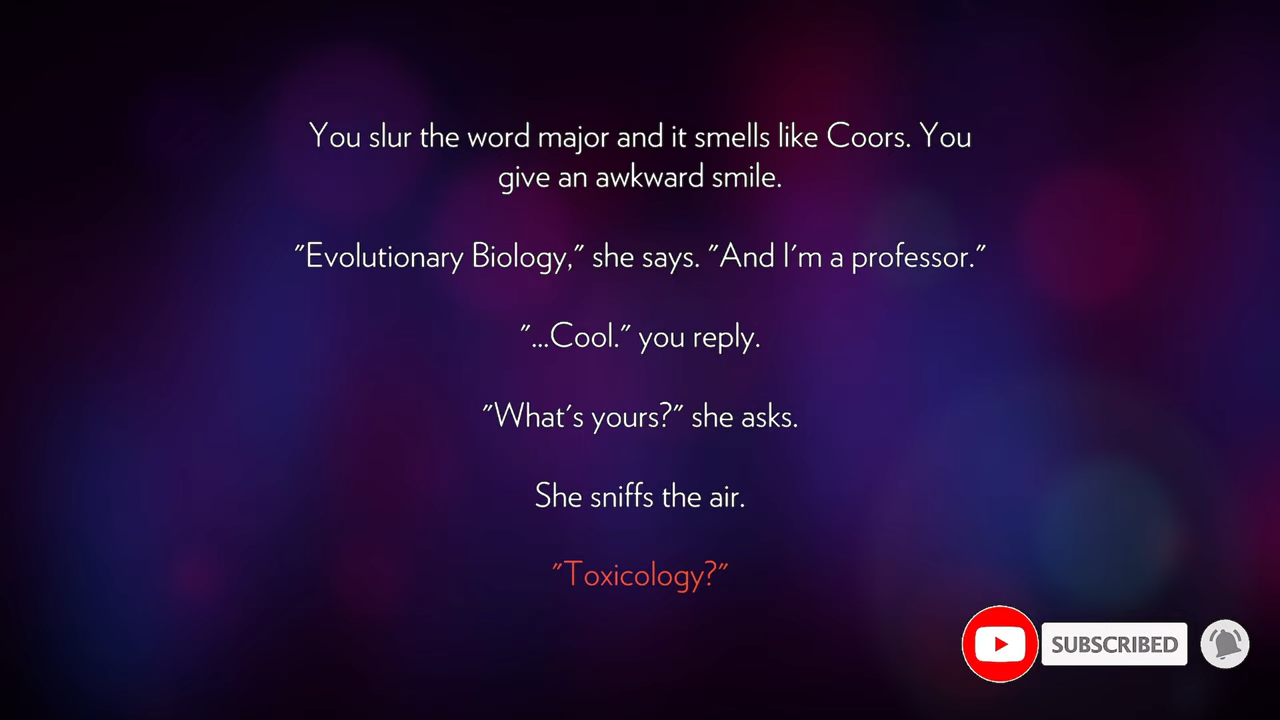 You slur the word major and it smells like Coors. You
give an awkward smile.
"Evolutionary Biology," she says. "And I'm a professor."
"...Cool." you reply.
"What's yours?" she asks.
She sniffs the air.
"Toxicology?"
SUBSCRIBED